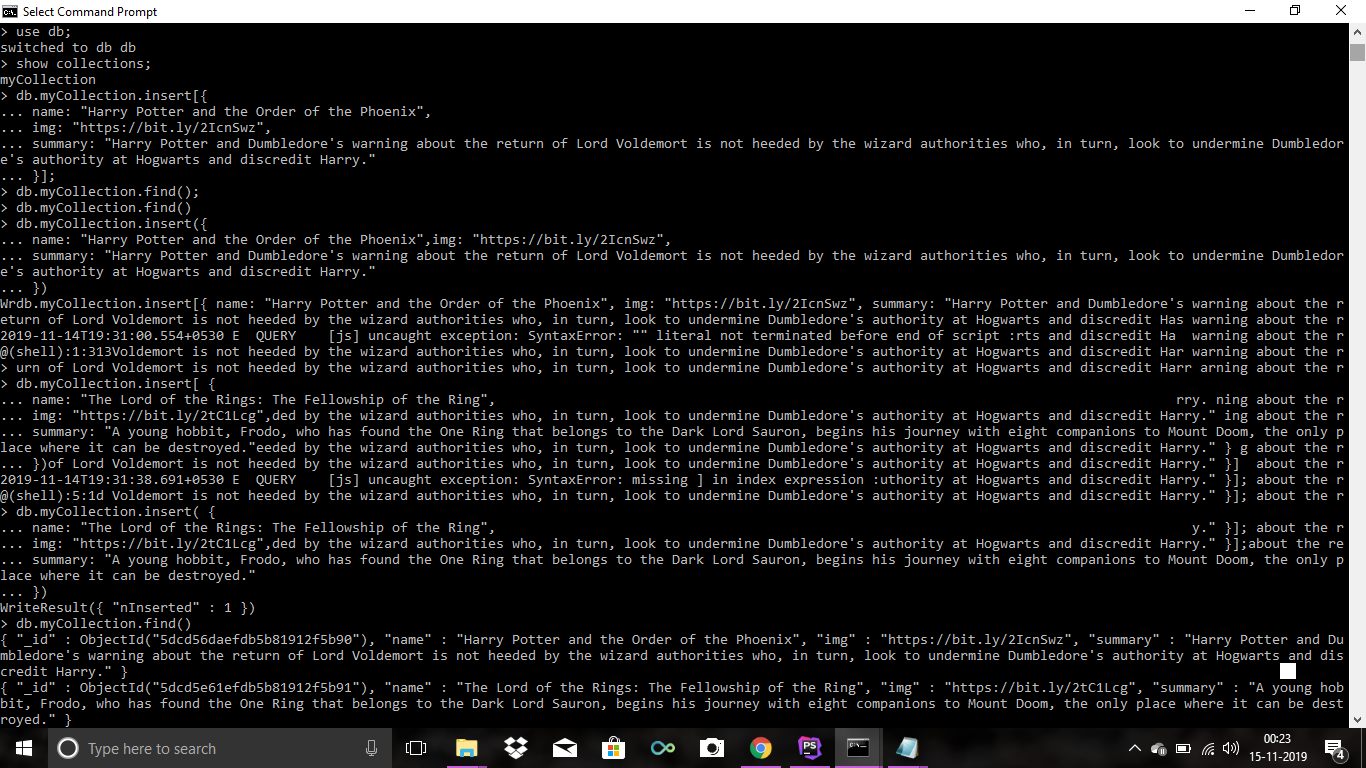 Select Command Prompt
> use db;
switched to db db
> show collections;
myCollection
> db.myCollection.insert[{
... name: "Harry Potter and the Order of the Phoenix",
... img: "https://bit.ly/2IcnSwz",
... summary: "Harry Potter and Dumbledore's warning about the return of Lord Voldemort is not heeded by the wizard authorities who, in turn, look to undermine Dumbledor
e's authority at Hogwarts and discredit Harry."
... }];
> db.myCollection.find();
> db.myCollection.find()
> db.myCollection.insert({
... name: "Harry Potter and the Order of the Phoenix",img: "https://bit.ly/2IcnSwz",
... summary: "Harry Potter and Dumbledore's warning about the return of Lord Voldemort is not heeded by the wizard authorities who, in turn, look to undermine Dumbledor
e's authority at Hogwarts and discredit Harry."
... })
Wrdb.myCollection.insert[{ name: "Harry Potter and the Order of the Phoenix", img: "https://bit.ly/2IcnSwz", summary: "Harry Potter and Dumbledore's warning about the r
eturn of Lord Voldemort is not heeded by the wizard authorities who, in turn, look to undermine Dumbledore's authority at Hogwarts and discredit Has warning about the r
2019-11-14T19:31:00.554+0530 E  QUERY    [js] uncaught exception: SyntaxError: "" literal not terminated before end of script :rts and discredit Ha  warning about the r
@(shell):1:313Voldemort is not heeded by the wizard authorities who, in turn, look to undermine Dumbledore's authority at Hogwarts and discredit Har warning about the r
> urn of Lord Voldemort is not heeded by the wizard authorities who, in turn, look to undermine Dumbledore's authority at Hogwarts and discredit Harr arning about the r
> db.myCollection.insert[ {
... name: "The Lord of the Rings: The Fellowship of the Ring", rry. ning about the r
... img: "https://bit.ly/2tC1Lcg",ded by the wizard authorities who, in turn, look to undermine Dumbledore's authority at Hogwarts and discredit Harry." ing about the r
... summary: "A young hobbit, Frodo, who has found the One Ring that belongs to the Dark Lord Sauron, begins his journey with eight companions to Mount Doom, the only p
lace where it can be destroyed."eeded by the wizard authorities who, in turn, look to undermine Dumbledore's authority at Hogwarts and discredit Harry." } g about the r
... })of Lord Voldemort is not heeded by the wizard authorities who, in turn, look to undermine Dumbledore's authority at Hogwarts and discredit Harry." }]  about the r
2019-11-14T19:31:38.691+0530 E  QUERY    [js] uncaught exception: SyntaxError: missing ] in index expression :uthority at Hogwarts and discredit Harry." }]; about the r
@(shell):5:1d Voldemort is not heeded by the wizard authorities who, in turn, look to undermine Dumbledore's authority at Hogwarts and discredit Harry." }]; about the r
> db.myCollection.insert( {
... name: "The Lord of the Rings: The Fellowship of the Ring", y." }]; about the r
... img: "https://bit.ly/2tC1Lcg",ded by the wizard authorities who, in turn, look to undermine Dumbledore's authority at Hogwarts and discredit Harry." }];about the re
... summary: "A young hobbit, Frodo, who has found the One Ring that belongs to the Dark Lord Sauron, begins his journey with eight companions to Mount Doom, the only p
lace where it can be destroyed."
... })
WriteResult({ "nInserted" : 1 })
> db.myCollection.find()
{ "_id" : ObjectId("5dcd56daefdb5b81912f5b90"), "name" : "Harry Potter and the Order of the Phoenix", "img" : "https://bit.ly/2IcnSwz", "summary" : "Harry Potter and Du
mbledore's warning about the return of Lord Voldemort is not heeded by the wizard authorities who, in turn, look to undermine Dumbledore's authority at Hogwarts and dis
credit Harry." }
{ "_id" : ObjectId("5dcd5e61efdb5b81912f5b91"), "name" : "The Lord of the Rings: The Fellowship of the Ring", "img" : "https://bit.ly/2tC1Lcg", "summary" : "A young hob
bit, Frodo, who has found the One Ring that belongs to the Dark Lord Sauron, begins his journey with eight companions to Mount Doom, the only place where it can be dest
royed." }
Type here to search
PS
00:23
15-11-2019
4